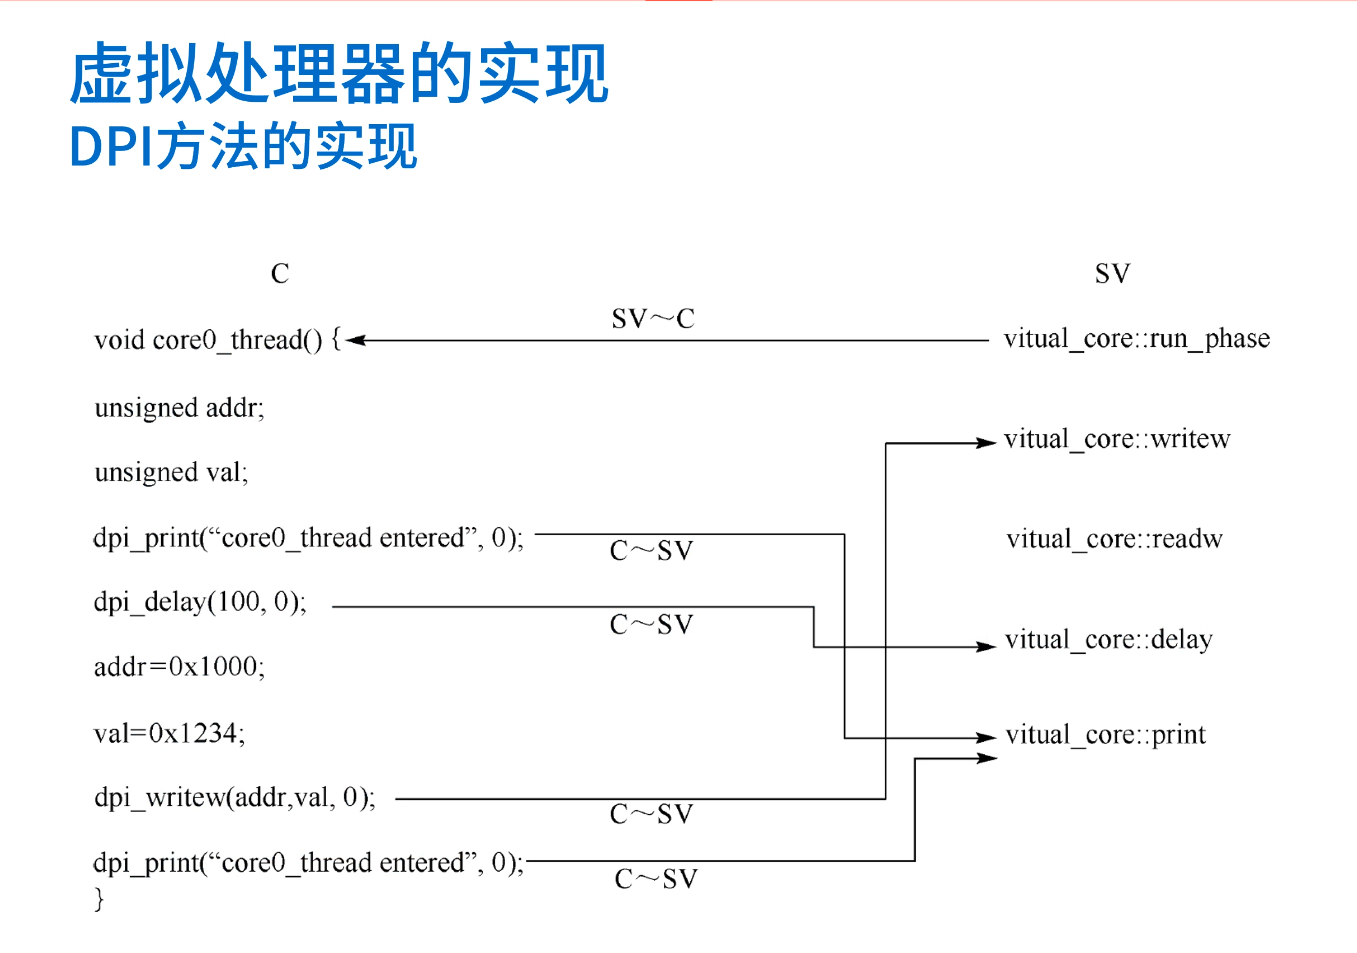 虚拟处理器的实现
DPI方法的实现
C
SV
void core0_thread() {
SV～C
vitual_core::run_phase
unsigned addr;
vitual_core::writew
unsigned val;
dpi_print(“core0_thread entered”, 0);
C～SV
vitual_core::readw
dpi_delay(100, 0);
C～SV
vitual_core::delay
addr=0x1000;
val=0x1234;
vitual_core::print
dpi_writew(addr,val, 0);
C～SV
dpi_print(“core0_thread entered”, 0);
C～SV
}